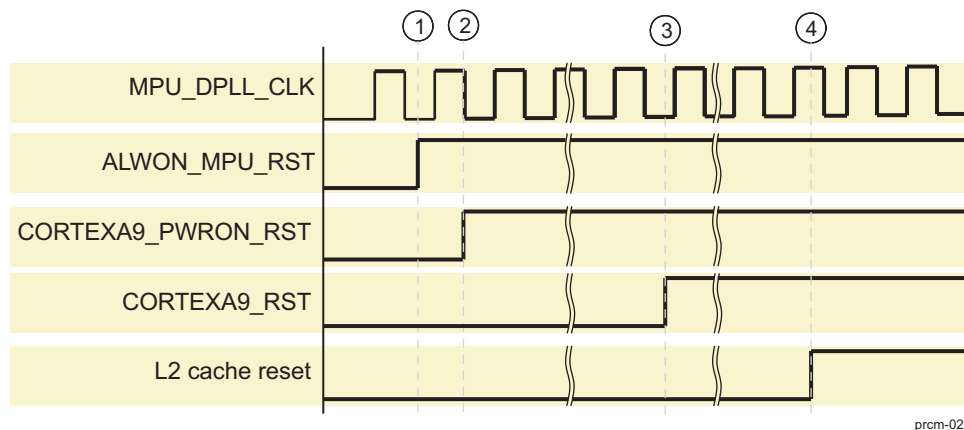 1 2 3 4
MPU_DPLL_CLK
ALWON_MPU_RST
CORTEXA9_PWRON_RST
CORTEXA9_RST
L2 cache reset
prcm-02